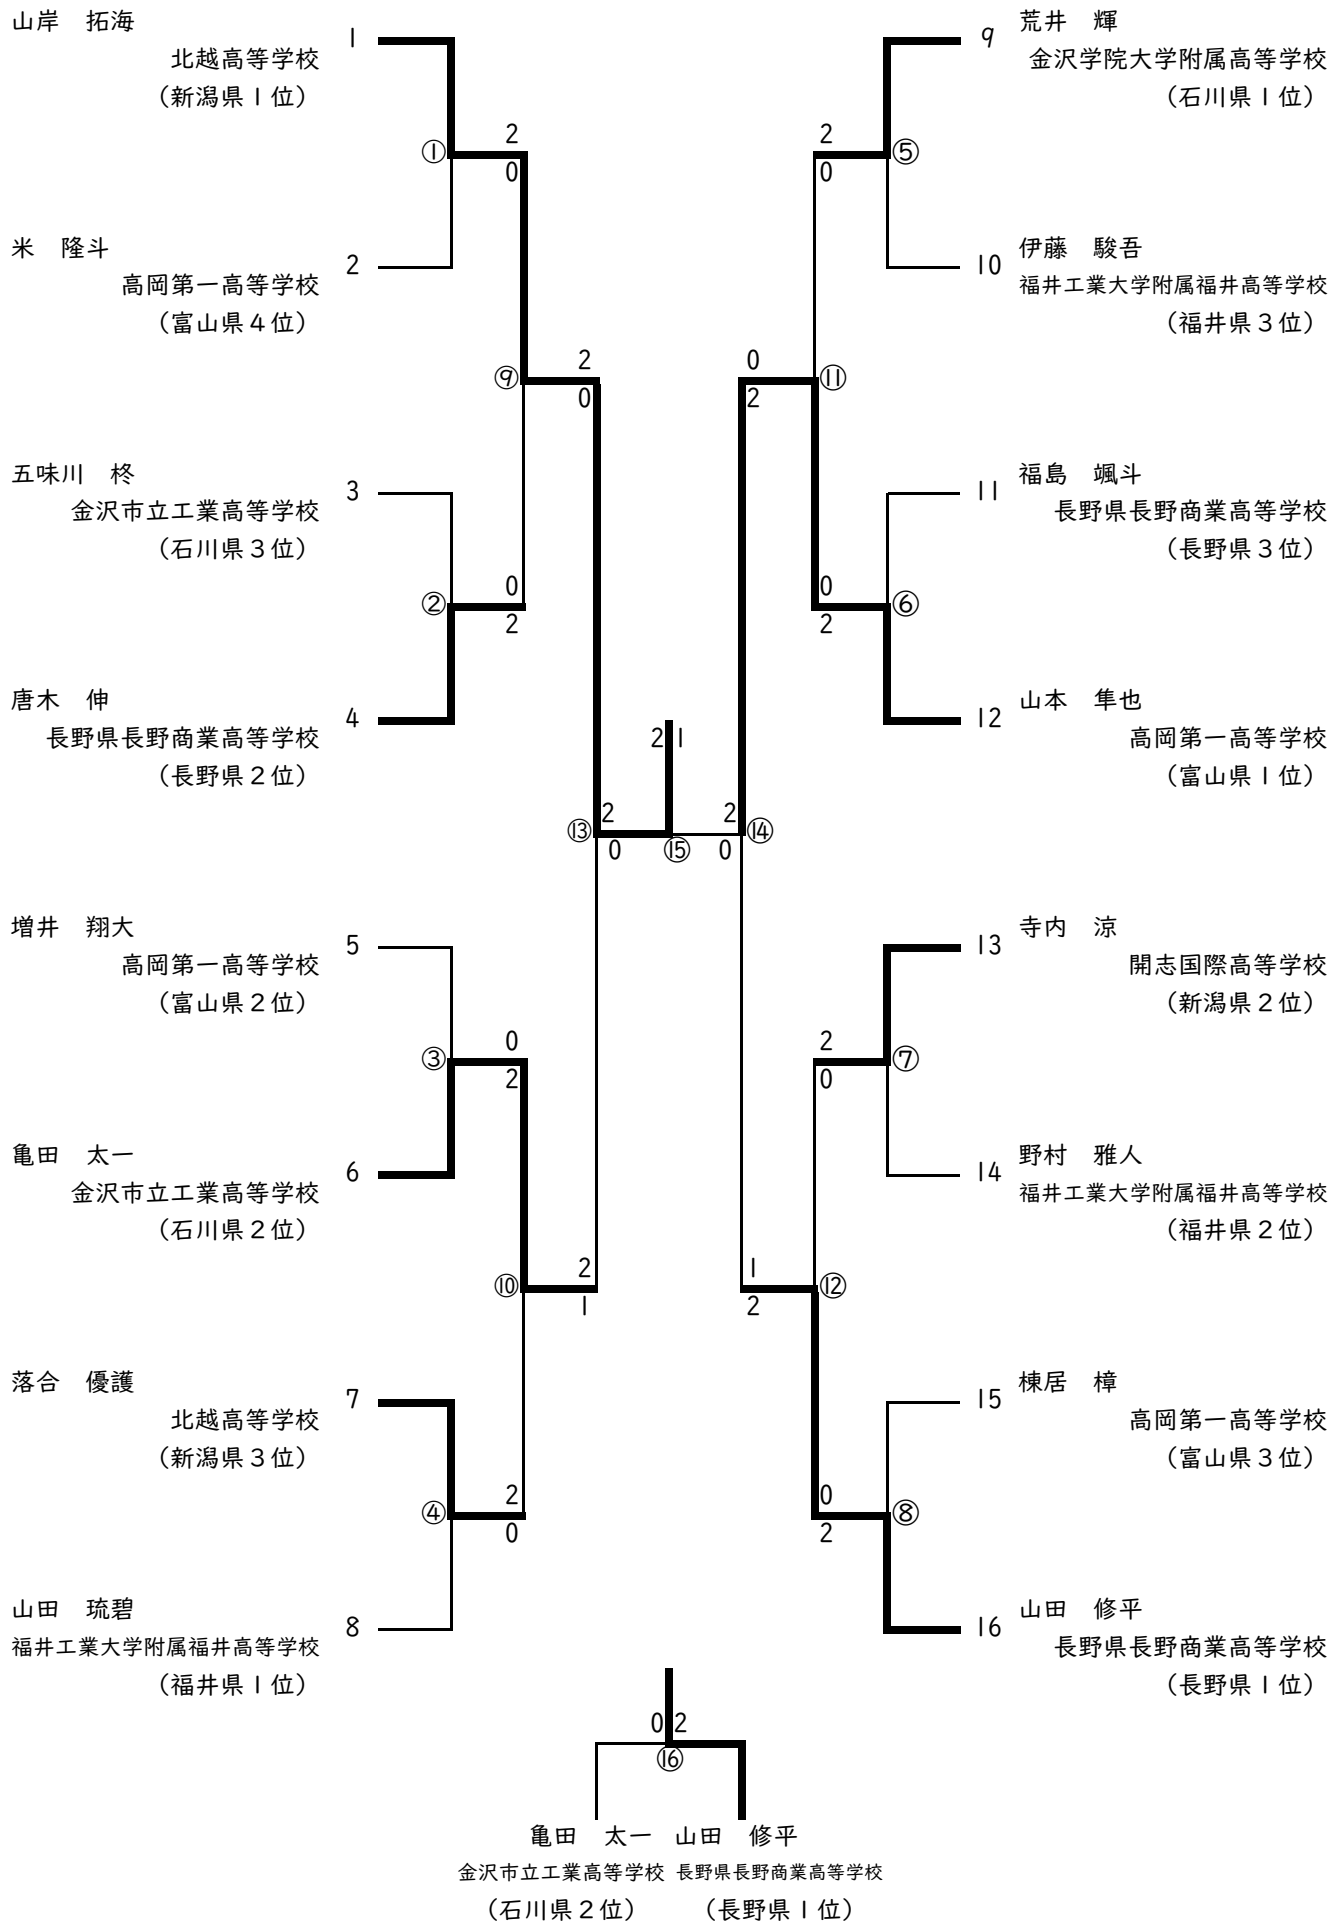 山岸　拓海
1
北越高等学校
（新潟県１位）
①
2
0
米　隆斗
2
高岡第一高等学校
（富山県４位）
⑨
2
0
五味川　柊
3
金沢市立工業高等学校
（石川県３位）
②
0
2
唐木　伸
4
長野県長野商業高等学校
（長野県２位）
⑬
2
0
増井　翔大
5
高岡第一高等学校
（富山県２位）
③
0
2
亀田　太一
6
金沢市立工業高等学校
（石川県２位）
⑩
2
1
落合　優護
7
北越高等学校
（新潟県３位）
④
2
0
山田　琉碧
8
福井工業大学附属福井高等学校
（福井県１位）
2 1
⑮
9
荒井　輝
金沢学院大学附属高等学校
（石川県１位）
2
0
⑤
10
伊藤　駿吾
福井工業大学附属福井高等学校
（福井県３位）
0
2
⑪
11
福島　颯斗
長野県長野商業高等学校
（長野県３位）
0
2
⑥
12
山本　隼也
高岡第一高等学校
（富山県１位）
2
0
⑭
13
寺内　涼
開志国際高等学校
（新潟県２位）
2
0
⑦
14
野村　雅人
福井工業大学附属福井高等学校
（福井県２位）
1
2
⑫
15
棟居　樟
高岡第一高等学校
（富山県３位）
0
2
⑧
16
山田　修平
長野県長野商業高等学校
（長野県１位）
0 2
⑯
亀田　太一　山田　修平
金沢市立工業高等学校 長野県長野商業高等学校
（石川県２位）　（長野県１位）